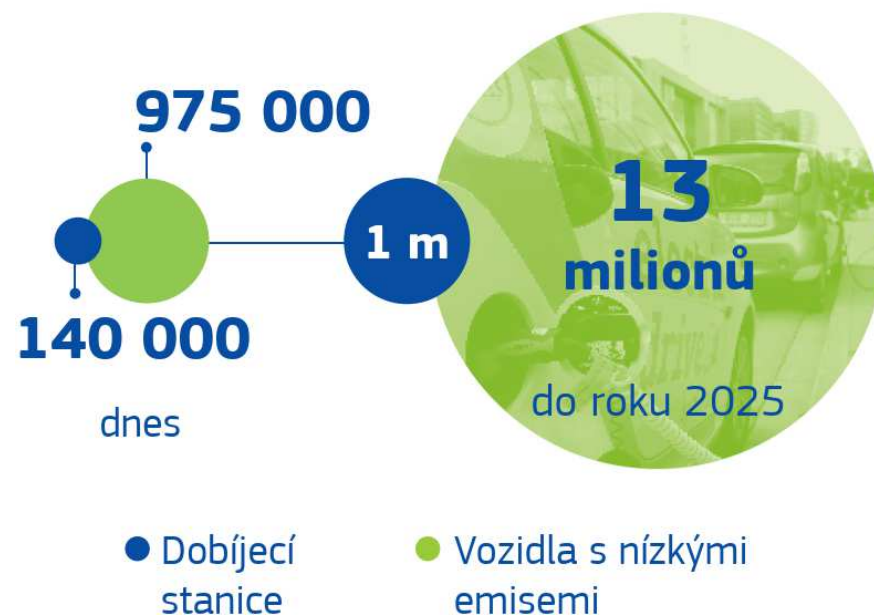 975 000
140 000
dnes
1 m
13
milionů
do roku 2025
Dobíjecí
stanice
Vozidla s nízkými
emisemi